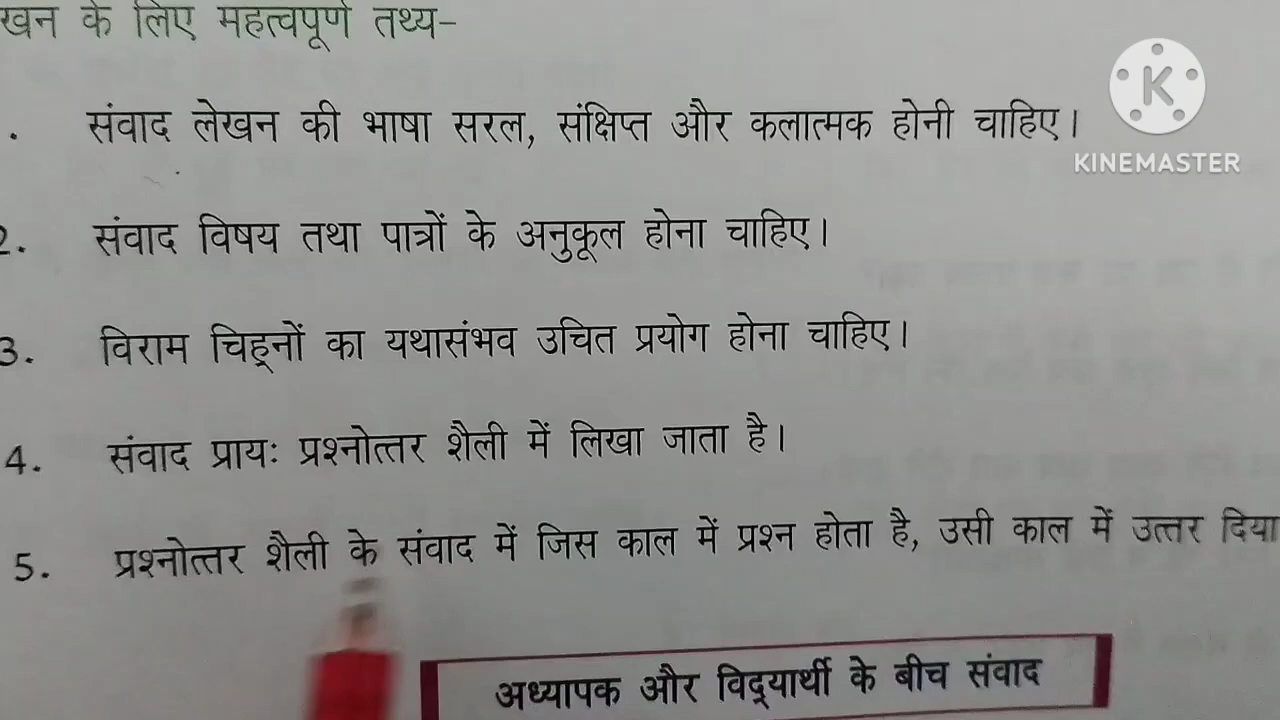 खन के लिए महत्वपूर्ण तथ्य-
. संवाद लेखन की भाषा सरल, संक्षिप्त और कलात्मक होनी चाहिए।
KINEMASTER
2. संवाद विषय तथा पात्रों के अनुकूल होना चाहिए।
3. विराम चिह्‌नों का यथासंभव उचित प्रयोग होना चाहिए।
4. संवाद प्रायः प्रश्नोत्तर शैली में लिखा जाता है।
5. प्रश्नोत्तर शैली के संवाद में जिस काल में प्रश्न होता है, उसी काल में उत्तर दिया
अध्यापक और विद्‌यार्थी के बीच संवाद